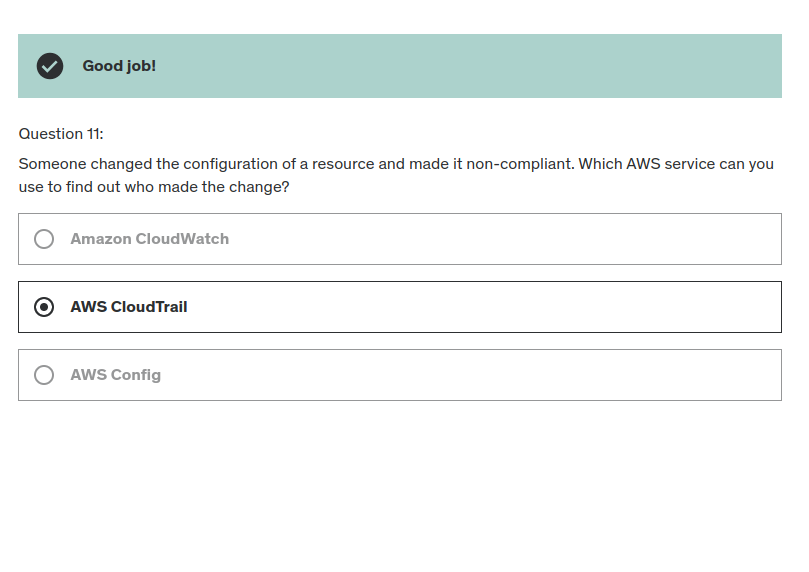 Good job!
Question 11:
Someone changed the configuration of a resource and made it non-compliant. Which AWS service can you
use to find out who made the change?
Amazon CloudWatch
AWS CloudTrail
AWS Config